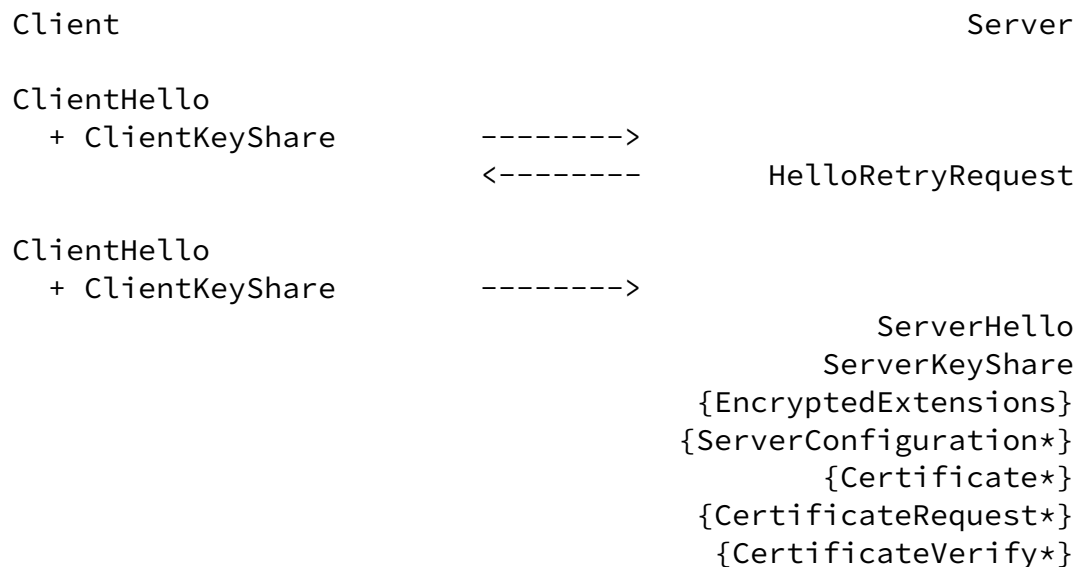 Client Server
ClientHello
+ ClientKeyShare -------->
<-------- HelloRetryRequest
ClientHello
+ ClientKeyShare -------->
ServerHello
ServerKeyShare
{EncryptedExtensions}
{ServerConfiguration*}
{Certificate*}
{CertificateRequest*}
{CertificateVerify*}